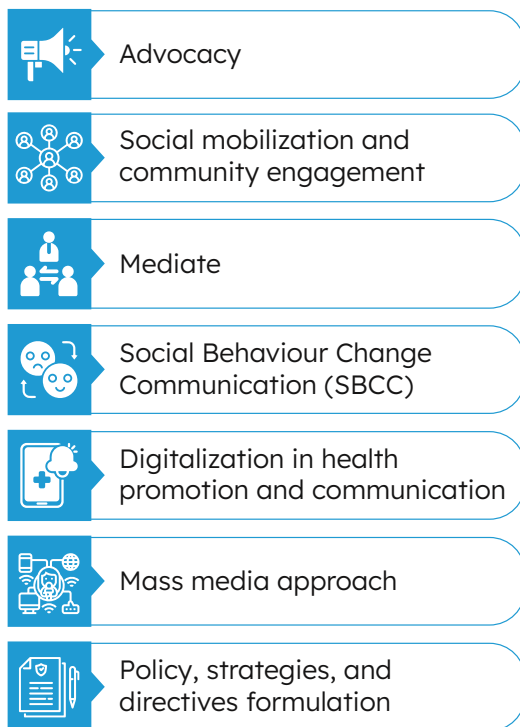 Advocacy
Social mobilization and
community engagement
Mediate
Social Behaviour Change
Communication (SBCC)
Digitalization in health
promotion and communication
Mass media approach
Policy, strategies, and
directives formulation